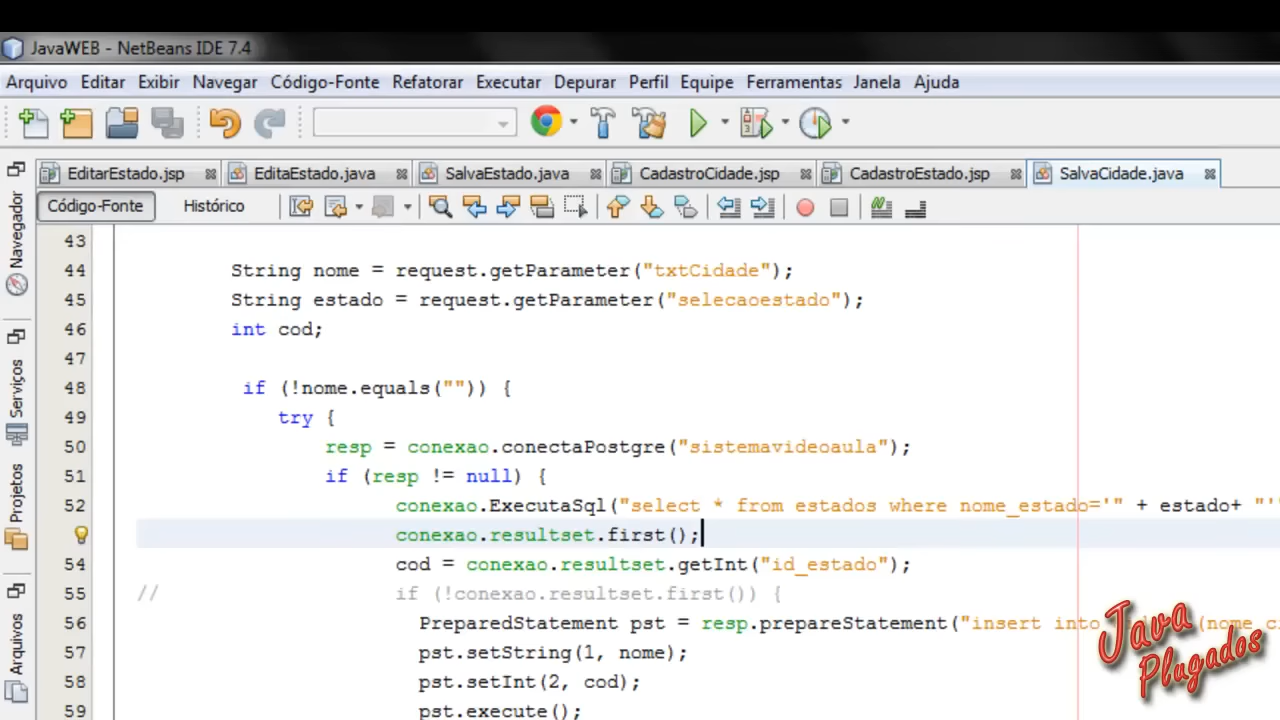 JavaWEB - NetBeans IDE 7.4
Arquivo Editar Exibir Navegar Código-Fonte Refatorar Executar Depurar Perfil Equipe Ferramentas Janela Ajuda
EditarEstado.jsp EditaEstado.java SalvaEstado.java CadastroCidade.jsp CadastroEstado.jsp SalvaCidade.java
Código-Fonte Histórico
Navegador
Serviços
Projetos
Arquivos
43
44 String nome = request.getParameter("txtCidade");
45 String estado = request.getParameter("selecaoestado");
46 int cod;
47
48 if (!nome.equals("")) {
49 try {
50 resp = conexao.conectaPostgre("sistemavideoaula");
51 if (resp != null) {
52 conexao.ExecutaSql("select * from estados where nome_estado='" + estado+ "'"
conexao.resultset.first();
54 cod = conexao.resultset.getInt("id_estado");
55 // if (!conexao.resultset.first()) {
56 PreparedStatement pst = resp.prepareStatement("insert into (nome_c
57 pst.setString(1, nome);
58 pst.setInt(2, cod);
59 pst.execute();
Java
Plugados